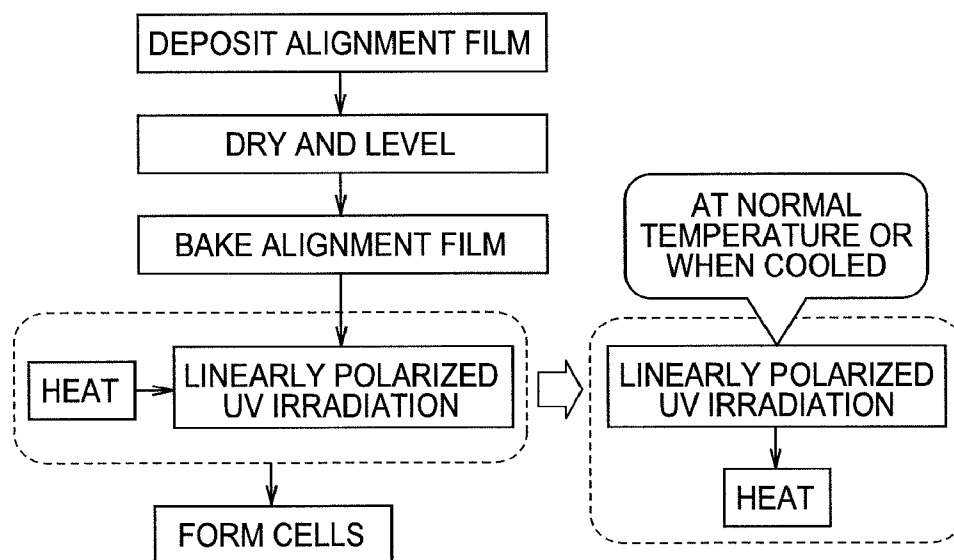 DEPOSIT ALIGNMENT FILM
DRY AND LEVEL
BAKE ALIGNMENT FILM
HEAT
LINEARLY POLARIZED
UV IRRADIATION
FORM CELLS
AT NORMAL
TEMPERATURE OR
WHEN COOLED
LINEARLY POLARIZED
UV IRRADIATION
HEAT